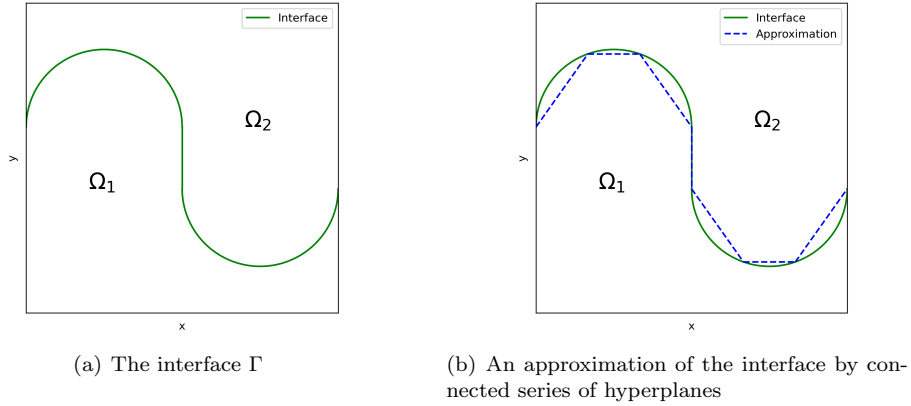 Interface
Ω₂
Ω₁
y
x
(a) The interface Γ
Interface
Approximation
Ω₂
Ω₁
y
x
(b) An approximation of the interface by con-
nected series of hyperplanes